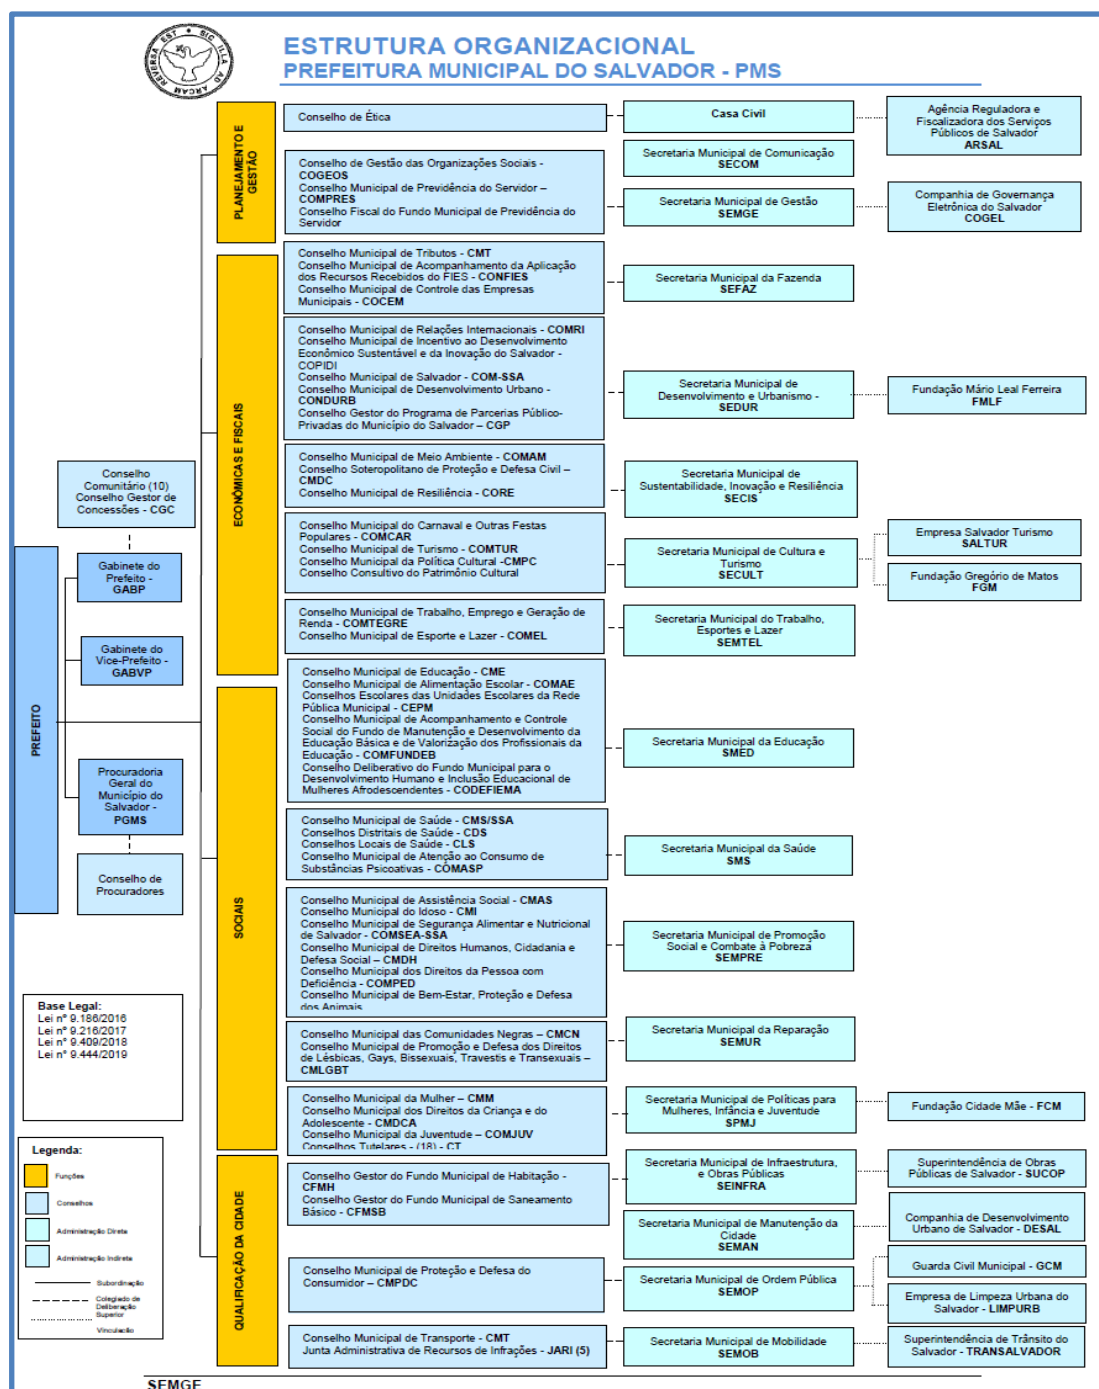 SIC ILLA AD ARCAM REVERSA EST
ESTRUTURA ORGANIZACIONAL
PREFEITURA MUNICIPAL DO SALVADOR - PMS
PLANEJAMENTO E
GESTÃO
Conselho de Ética
Casa Civil
Agência Reguladora e
Fiscalizadora dos Serviços
Públicos de Salvador
ARSAL
Conselho de Gestão das Organizações Sociais -
COGEOS
Conselho Municipal de Previdência do Servidor –
COMPRES
Conselho Fiscal do Fundo Municipal de Previdência do
Servidor
Secretaria Municipal de Comunicação
SECOM
Secretaria Municipal de Gestão
SEMGE
Companhia de Governança
Eletrônica do Salvador
COGEL
ECONÔMICAS E FISCAIS
Conselho Municipal de Tributos - CMT
Conselho Municipal de Acompanhamento da Aplicação
dos Recursos Recebidos do FIES - CONFIES
Conselho Municipal de Controle das Empresas
Municipais - COCEM
Secretaria Municipal da Fazenda
SEFAZ
Conselho Municipal de Relações Internacionais - COMRI
Conselho Municipal de Incentivo ao Desenvolvimento
Econômico Sustentável e da Inovação do Salvador -
COPIDI
Conselho Municipal de Salvador - COM-SSA
Conselho Municipal de Desenvolvimento Urbano -
CONDURB
Conselho Gestor do Programa de Parcerias Público-
Privadas do Município do Salvador – CGP
Secretaria Municipal de
Desenvolvimento e Urbanismo -
SEDUR
Fundação Mário Leal Ferreira
FMLF
Conselho Municipal de Meio Ambiente - COMAM
Conselho Soteropolitano de Proteção e Defesa Civil –
CMDC
Conselho Municipal de Resiliência - CORE
Secretaria Municipal de
Sustentabilidade, Inovação e Resiliência
SECIS
Conselho Municipal do Carnaval e Outras Festas
Populares - COMCAR
Conselho Municipal de Turismo - COMTUR
Conselho Municipal da Política Cultural -CMPC
Conselho Consultivo do Patrimônio Cultural
Secretaria Municipal de Cultura e
Turismo
SECULT
Empresa Salvador Turismo
SALTUR
Fundação Gregório de Matos
FGM
Conselho Municipal de Trabalho, Emprego e Geração de
Renda - COMTEGRE
Conselho Municipal de Esporte e Lazer - COMEL
Secretaria Municipal do Trabalho,
Esportes e Lazer
SEMTEL
Conselho
Comunitário (10)
Conselho Gestor de
Concessões - CGC
Gabinete do
Prefeito -
GABP
Gabinete do
Vice-Prefeito -
GABVP
PREFEITO
Procuradoria
Geral do
Município do
Salvador -
PGMS
Conselho de
Procuradores
SOCIAIS
Conselho Municipal de Educação - CME
Conselho Municipal de Alimentação Escolar - COMAE
Conselhos Escolares das Unidades Escolares da Rede
Pública Municipal - CEPM
Conselho Municipal de Acompanhamento e Controle
Social do Fundo de Manutenção e Desenvolvimento da
Educação Básica e de Valorização dos Profissionais da
Educação - COMFUNDEB
Conselho Deliberativo do Fundo Municipal para o
Desenvolvimento Humano e Inclusão Educacional de
Mulheres Afrodescendentes - CODEFIEMA
Secretaria Municipal da Educação
SMED
Conselho Municipal de Saúde - CMS/SSA
Conselhos Distritais de Saúde - CDS
Conselhos Locais de Saúde - CLS
Conselho Municipal de Atenção ao Consumo de
Substâncias Psicoativas - COMASP
Secretaria Municipal da Saúde
SMS
Conselho Municipal de Assistência Social - CMAS
Conselho Municipal do Idoso - CMI
Conselho Municipal de Segurança Alimentar e Nutricional
de Salvador - COMSEA-SSA
Conselho Municipal de Direitos Humanos, Cidadania e
Defesa Social – CMDH
Conselho Municipal dos Direitos da Pessoa com
Deficiência - COMPED
Conselho Municipal de Bem-Estar, Proteção e Defesa
dos Animais
Secretaria Municipal de Promoção
Social e Combate à Pobreza
SEMPRE
Conselho Municipal das Comunidades Negras – CMCN
Conselho Municipal de Promoção e Defesa dos Direitos
de Lésbicas, Gays, Bissexuais, Travestis e Transexuais –
CMLGBT
Secretaria Municipal da Reparação
SEMUR
Conselho Municipal da Mulher – CMM
Conselho Municipal dos Direitos da Criança e do
Adolescente - CMDCA
Conselho Municipal da Juventude – COMJUV
Conselhos Tutelares - (18) - CT
Secretaria Municipal de Políticas para
Mulheres, Infância e Juventude
SPMJ
Fundação Cidade Mãe - FCM
Base Legal:
Lei nº 9.186/2016
Lei nº 9.216/2017
Lei nº 9.409/2018
Lei nº 9.444/2019
Legenda:
Funções
Conselhos
Administração Direta
Administração Indireta
Subordinação
Colegiado de
Deliberação
Superior
Vinculação
QUALIFICAÇÃO DA CIDADE
Conselho Gestor do Fundo Municipal de Habitação -
CFMH
Conselho Gestor do Fundo Municipal de Saneamento
Básico - CFMSB
Secretaria Municipal de Infraestrutura,
e Obras Públicas
SEINFRA
Superintendência de Obras
Públicas de Salvador - SUCOP
Secretaria Municipal de Manutenção da
Cidade
SEMAN
Companhia de Desenvolvimento
Urbano de Salvador - DESAL
Conselho Municipal de Proteção e Defesa do
Consumidor – CMPDC
Secretaria Municipal de Ordem Pública
SEMOP
Guarda Civil Municipal - GCM
Empresa de Limpeza Urbana do
Salvador - LIMPURB
Conselho Municipal de Transporte - CMT
Junta Administrativa de Recursos de Infrações - JARI (5)
Secretaria Municipal de Mobilidade
SEMOB
Superintendência de Trânsito do
Salvador - TRANSALVADOR
SEMGE